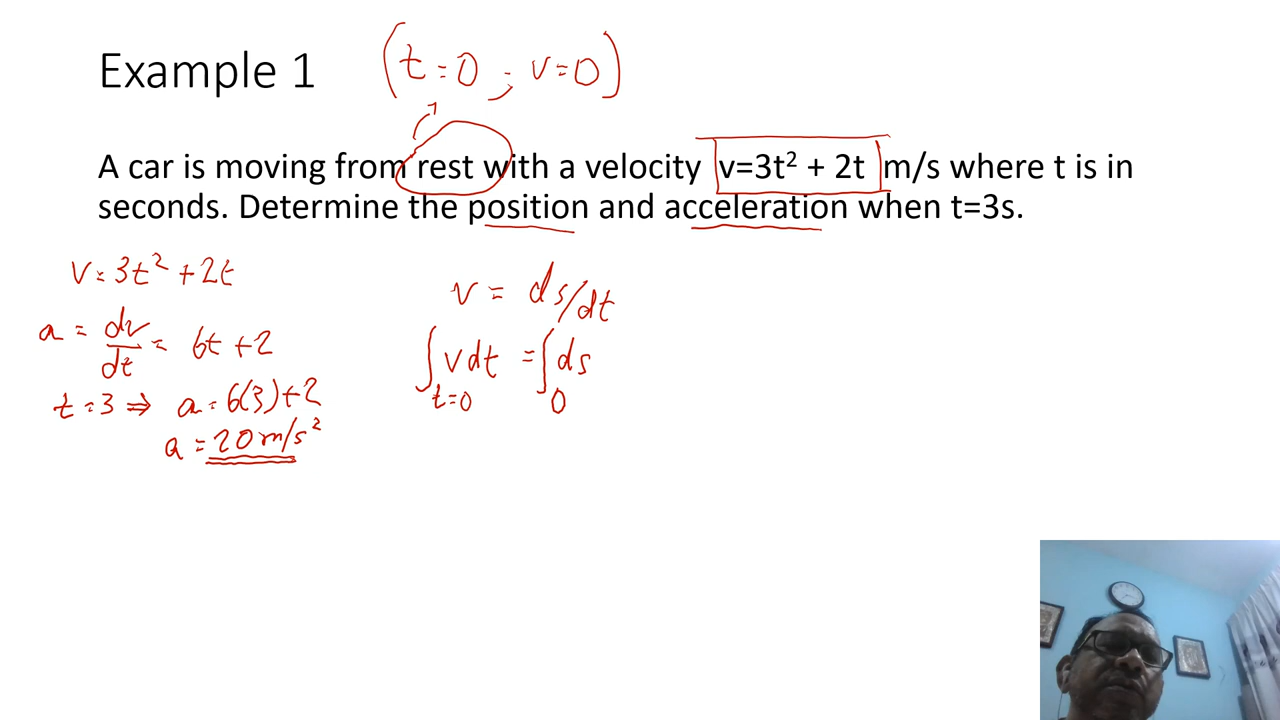 Example 1
(t=0 ; v=0)
A car is moving from rest with a velocity v=3t² + 2t m/s where t is in
seconds. Determine the position and acceleration when t=3s.
v=3t²+2t
a = dv/dt = 6t+2
t=3 ⇒ a=6(3)+2
a = 20m/s²
v = ds/dt
∫vdt = ∫ds
t=0 0